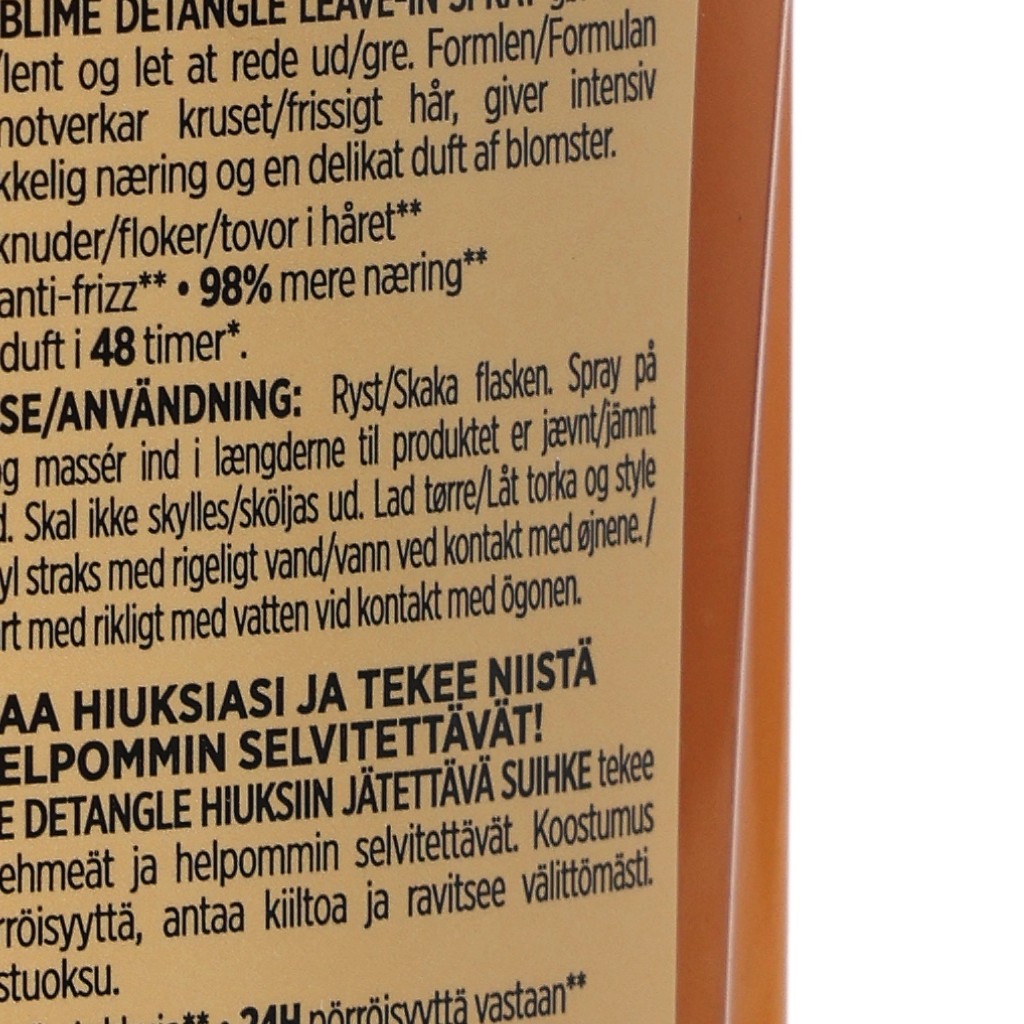 BLIME DETANGLE LEAVE-IN SPRAY
/lent og let at rede ud/gre. Formlen/Formulan
notverkar kruset/frissigt hår, giver intensiv
kkelig næring og en delikat duft af blomster.
knuder/floker/tovor i håret**
anti-frizz** • 98% mere næring**
duft i 48 timer*.
SE/ANVÄNDNING: Ryst/Skaka flasken. Spray på
og massér ind i længderne til produktet er jævnt/jämnt
d. Skal ikke skylles/sköljas ud. Lad tørre/Låt torka og style
yl straks med rigeligt vand/vann ved kontakt med øjnene./
rt med rikligt med vatten vid kontakt med ögonen.
AA HIUKSIASI JA TEKEE NIISTÄ
ELPOMMIN SELVITETTÄVÄT!
E DETANGLE HIUKSIIN JÄTETTÄVÄ SUIHKE tekee
ehmeät ja helpommin selvitettävät. Koostumus
rröisyyttä, antaa kiiltoa ja ravitsee välittömästi.
stuoksu.
• 24H pörröisyyttä vastaan**